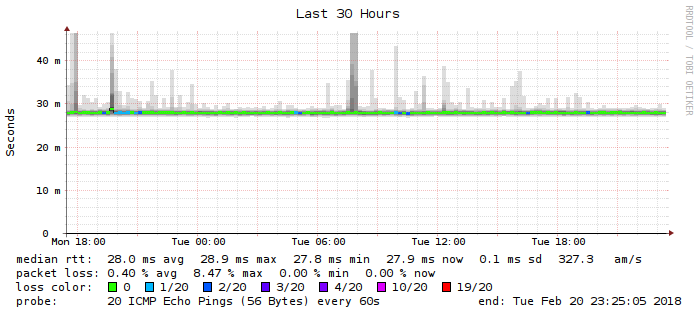 Last 30 Hours
RRDTOOL / TOBI OETIKER
Seconds
40 m
30 m
20 m
10 m
0
Mon 18:00 Tue 00:00 Tue 06:00 Tue 12:00 Tue 18:00
median rtt: 28.0 ms avg 28.9 ms max 27.8 ms min 27.9 ms now 0.1 ms sd 327.3 am/s
packet loss: 0.40 % avg 8.47 % max 0.00 % min 0.00 % now
loss color: 0 1/20 2/20 3/20 4/20 10/20 19/20
probe: 20 ICMP Echo Pings (56 Bytes) every 60s end: Tue Feb 20 23:25:05 2018